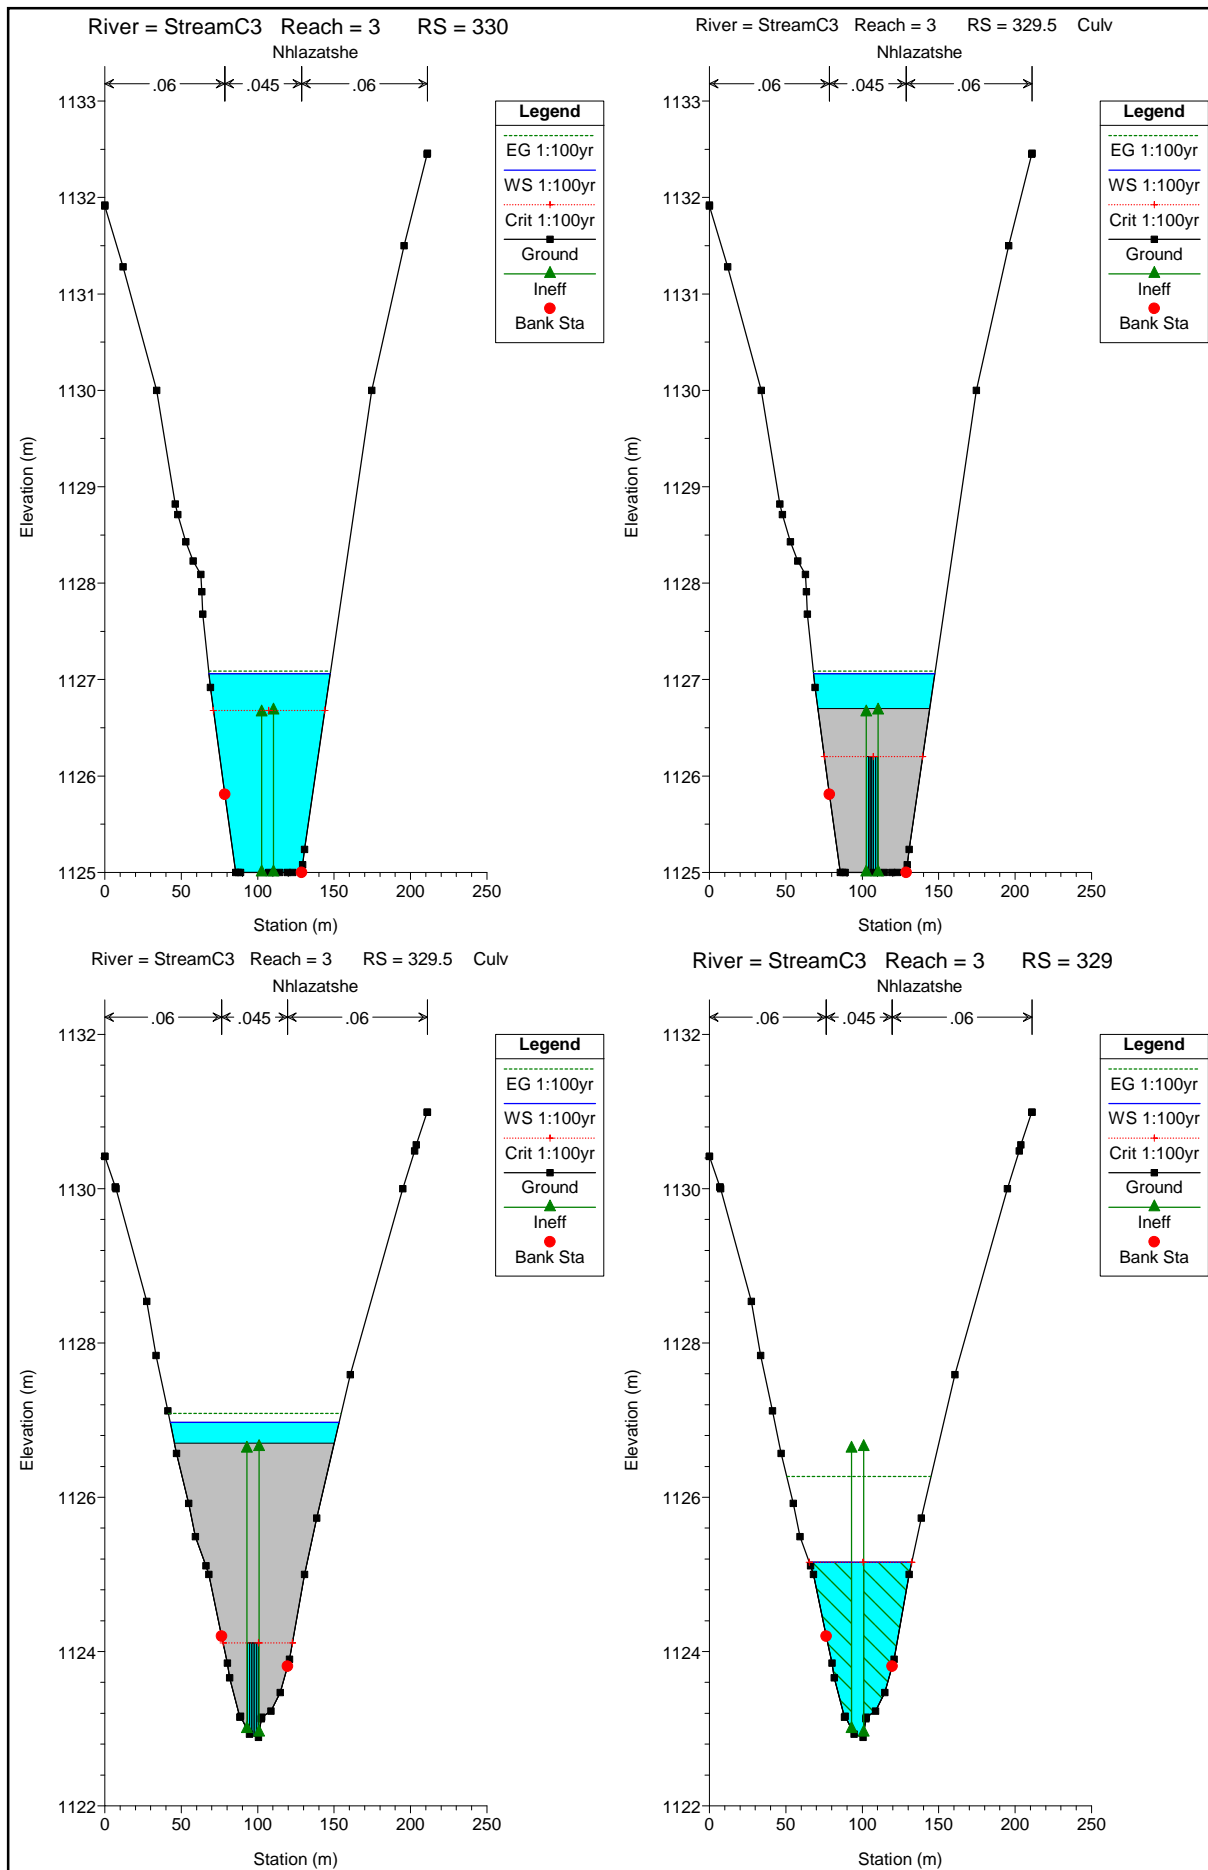 River = StreamC3 Reach = 3 RS = 330
Nhlazatshe
.06 .045 .06
1133
1132
1131
1130
1129
1128
1127
1126
1125
Elevation (m)
0 50 100 150 200 250
Station (m)
Legend
EG 1:100yr
WS 1:100yr
Crit 1:100yr
Ground
Ineff
Bank Sta
River = StreamC3 Reach = 3 RS = 329.5 Culv
Nhlazatshe
.06 .045 .06
1133
1132
1131
1130
1129
1128
1127
1126
1125
Elevation (m)
0 50 100 150 200 250
Station (m)
Legend
EG 1:100yr
WS 1:100yr
Crit 1:100yr
Ground
Ineff
Bank Sta
River = StreamC3 Reach = 3 RS = 329.5 Culv
Nhlazatshe
.06 .045 .06
1132
1130
1128
1126
1124
1122
Elevation (m)
0 50 100 150 200 250
Station (m)
Legend
EG 1:100yr
WS 1:100yr
Crit 1:100yr
Ground
Ineff
Bank Sta
River = StreamC3 Reach = 3 RS = 329
Nhlazatshe
.06 .045 .06
1132
1130
1128
1126
1124
1122
Elevation (m)
0 50 100 150 200 250
Station (m)
Legend
EG 1:100yr
WS 1:100yr
Crit 1:100yr
Ground
Ineff
Bank Sta